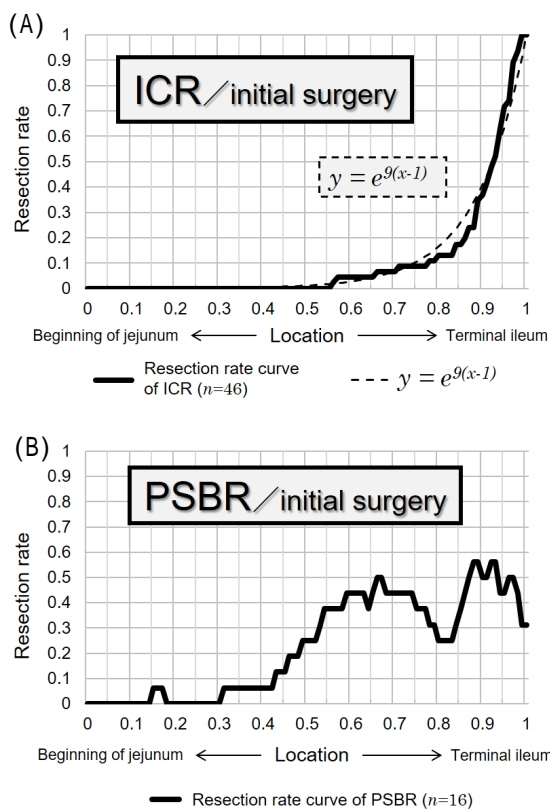 (A)
ICR／initial surgery
Resection rate
1
0.9
0.8
0.7
0.6
0.5
0.4
0.3
0.2
0.1
0
y = e^{9(x-1)}
0 0.1 0.2 0.3 0.4 0.5 0.6 0.7 0.8 0.9 1
Beginning of jejunum Location Terminal ileum
Resection rate curve
of ICR (n=46)
y = e^{9(x-1)}
(B)
PSBR／initial surgery
Resection rate
1
0.9
0.8
0.7
0.6
0.5
0.4
0.3
0.2
0.1
0
0 0.1 0.2 0.3 0.4 0.5 0.6 0.7 0.8 0.9 1
Beginning of jejunum Location Terminal ileum
Resection rate curve of PSBR (n=16)